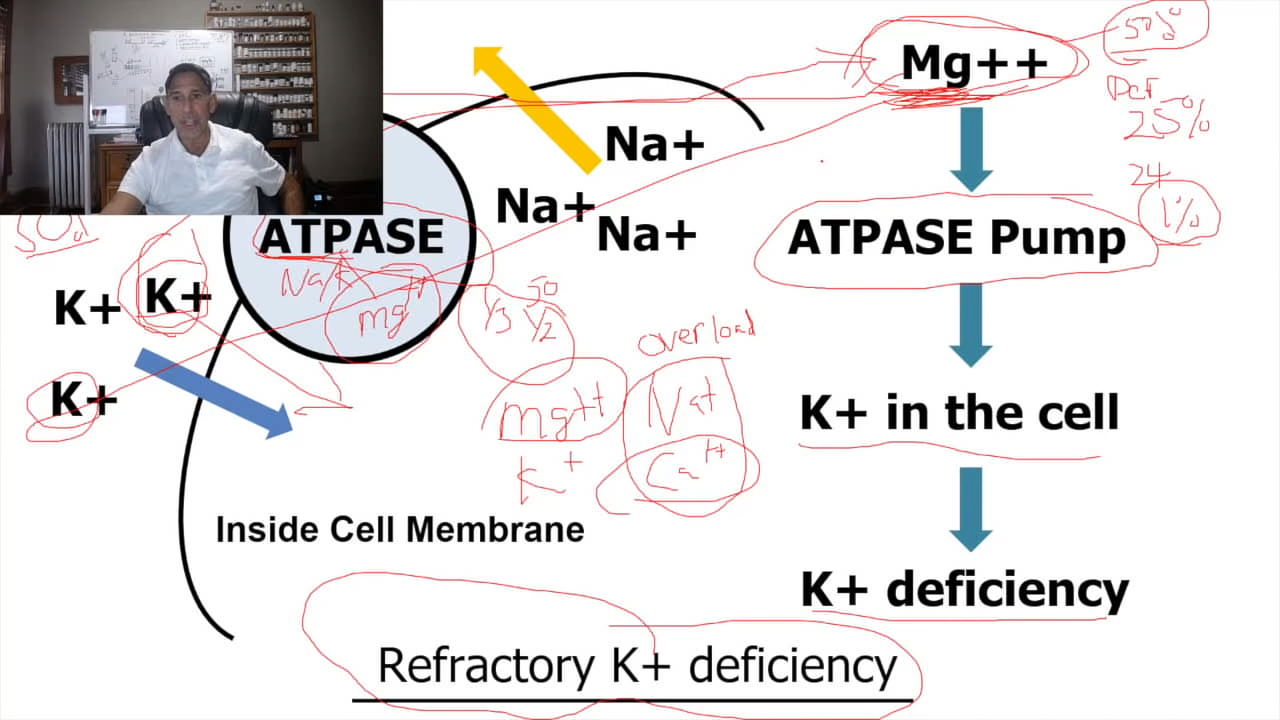 Mg++
50%
Def
25%
24
1%
Na+
Na+
Na+
ATPASE
ATPASE Pump
Na/K
mg++
K+
K+
K+
1/3
50
1/2
overload
mg++
Na+
K+
Ca++
K+ in the cell
Inside Cell Membrane
K+ deficiency
Refractory K+ deficiency